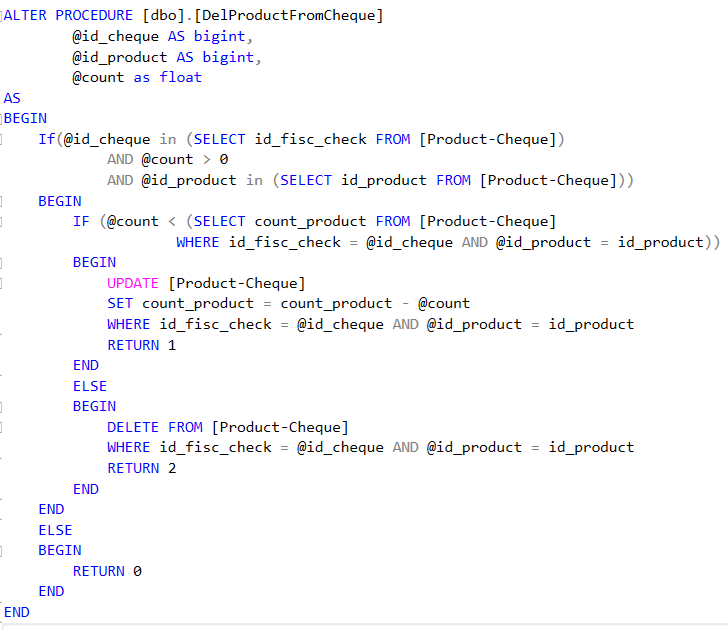 ALTER PROCEDURE [dbo].[DelProductFromCheque]
@id_cheque AS bigint,
@id_product AS bigint,
@count as float
AS
BEGIN
If(@id_cheque in (SELECT id_fisc_check FROM [Product-Cheque])
AND @count > 0
AND @id_product in (SELECT id_product FROM [Product-Cheque]))
BEGIN
IF (@count < (SELECT count_product FROM [Product-Cheque]
WHERE id_fisc_check = @id_cheque AND @id_product = id_product))
BEGIN
UPDATE [Product-Cheque]
SET count_product = count_product - @count
WHERE id_fisc_check = @id_cheque AND @id_product = id_product
RETURN 1
END
ELSE
BEGIN
DELETE FROM [Product-Cheque]
WHERE id_fisc_check = @id_cheque AND @id_product = id_product
RETURN 2
END
END
ELSE
BEGIN
RETURN 0
END
END